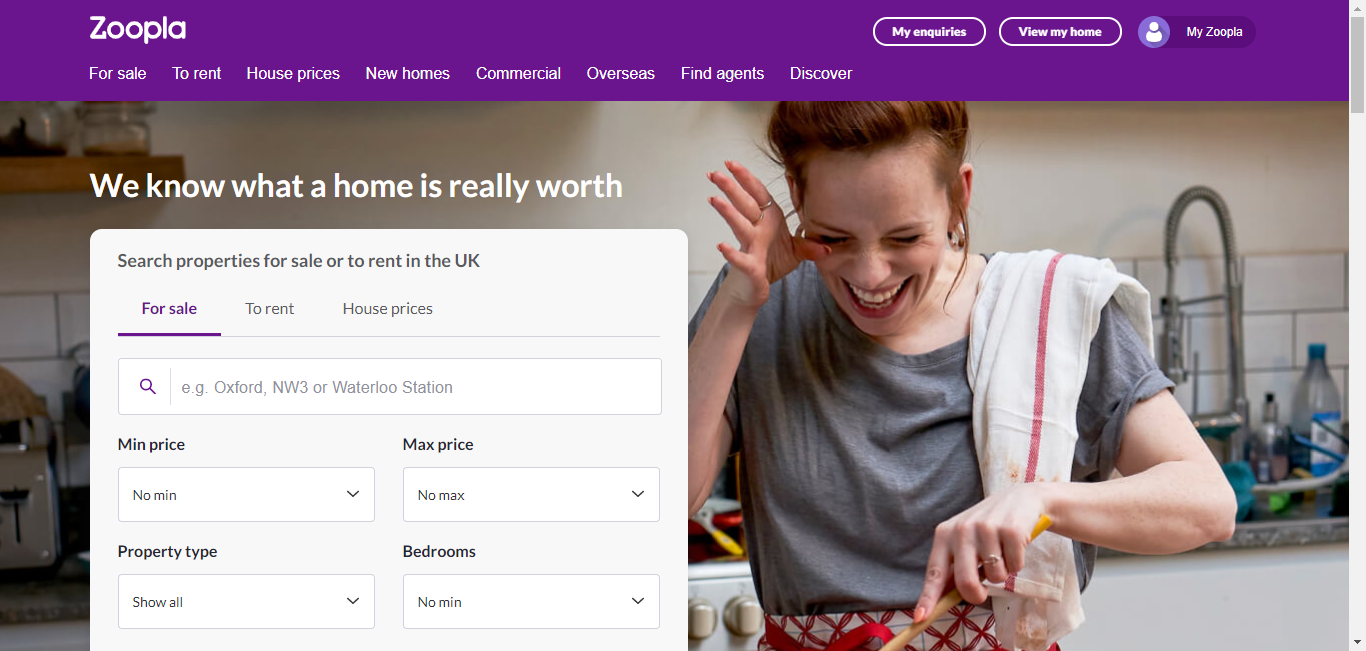 Zoopla
My enquiries
View my home
My Zoopla
For sale To rent House prices New homes Commercial Overseas Find agents Discover
We know what a home is really worth
Search properties for sale or to rent in the UK
For sale To rent House prices
e.g. Oxford, NW3 or Waterloo Station
Min price
Max price
No min
No max
Property type
Bedrooms
Show all
No min